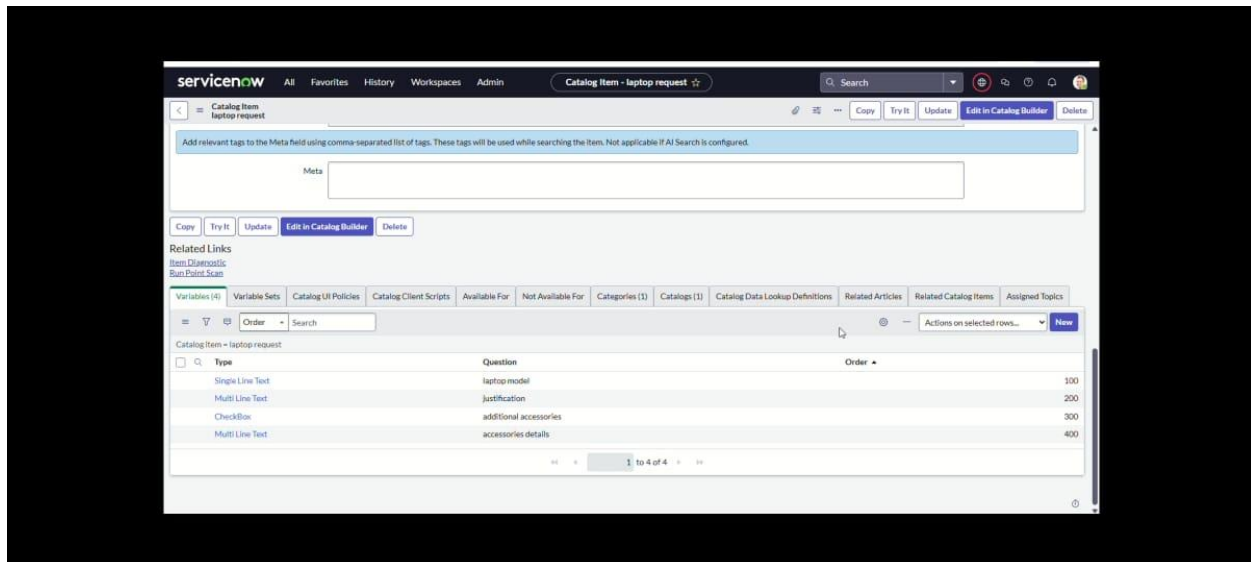 servicenow All Favorites History Workspaces Admin Catalog Item - laptop request Search
Catalog Item
laptop request
Copy Try It Update Edit in Catalog Builder Delete
Add relevant tags to the Meta field using comma-separated list of tags. These tags will be used while searching the item. Not applicable if AI Search is configured.
Meta
Copy Try It Update Edit in Catalog Builder Delete
Related Links
Item Diagnostic
Run Point Scan
Variables (4) Variable Sets Catalog UI Policies Catalog Client Scripts Available For Not Available For Categories (1) Catalogs (1) Catalog Data Lookup Definitions Related Articles Related Catalog Items Assigned Topics
Order Search Actions on selected rows... New
Catalog Item = laptop request
Type Question Order
Single Line Text laptop model 100
Multi Line Text justification 200
CheckBox additional accessories 300
Multi Line Text accessories details 400
1 to 4 of 4